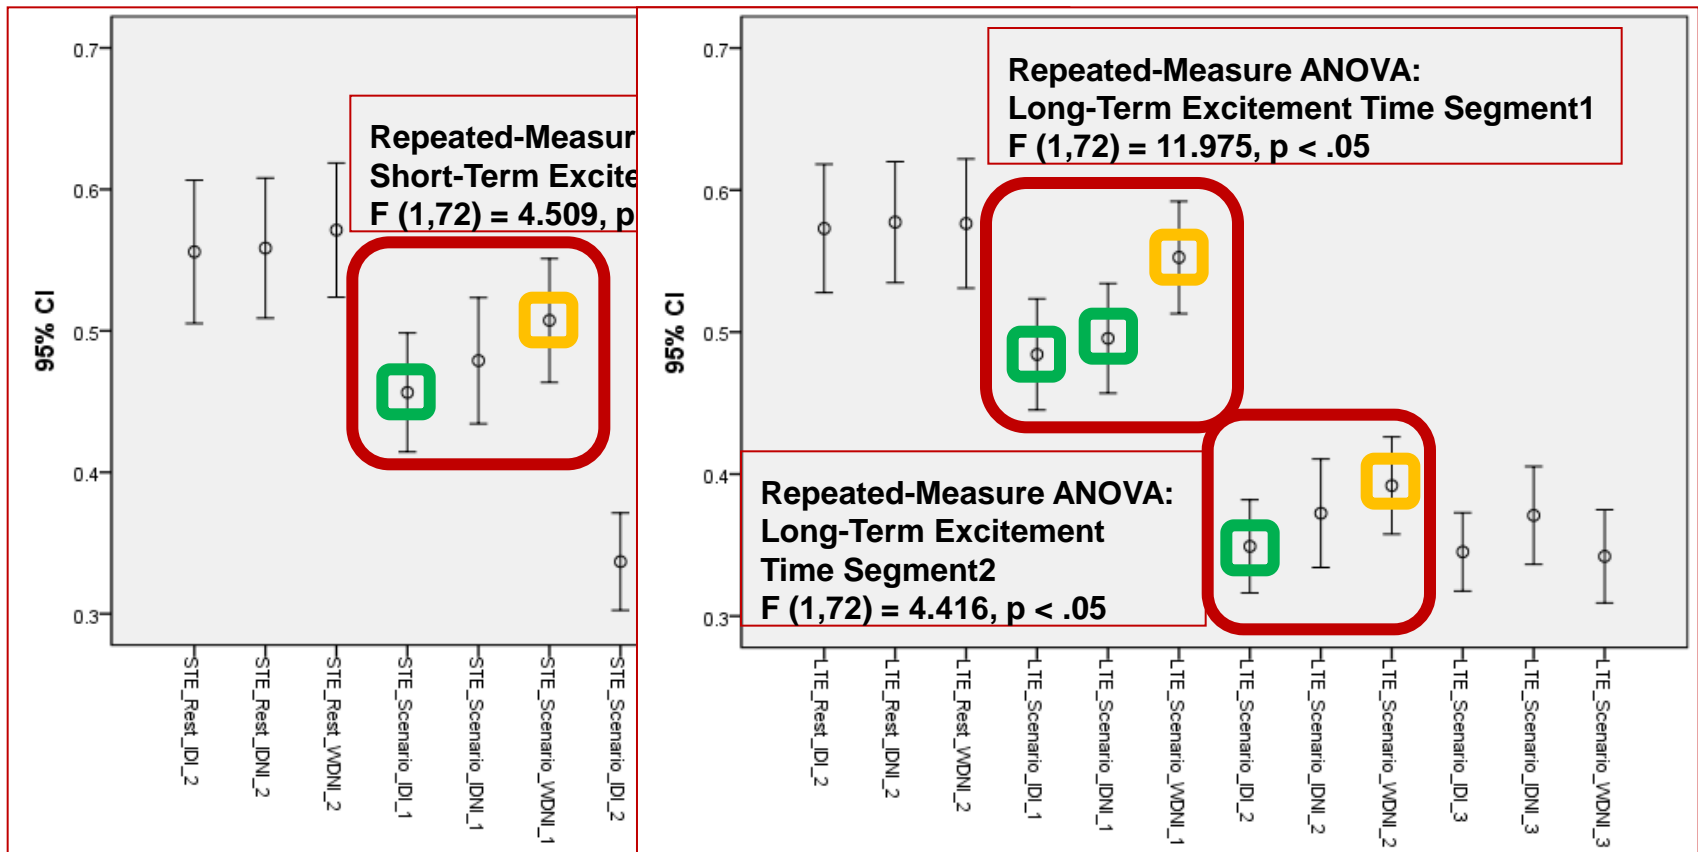 0.7
0.6
0.5
0.4
0.3
95% CI
Repeated-Measur
Short-Term Excite
F (1,72) = 4.509, p
STE_Rest_IDI_2
STE_Rest_IDNI_2
STE_Rest_WDNI_2
STE_Scenario_IDI_1
STE_Scenario_IDNI_1
STE_Scenario_WDNI_1
STE_Scenario_IDI_2
0.7
0.6
0.5
0.4
0.3
95% CI
Repeated-Measure ANOVA:
Long-Term Excitement Time Segment1
F (1,72) = 11.975, p < .05
Repeated-Measure ANOVA:
Long-Term Excitement
Time Segment2
F (1,72) = 4.416, p < .05
LTE_Rest_IDI_2
LTE_Rest_IDNI_2
LTE_Rest_WDNI_2
LTE_Scenario_IDI_1
LTE_Scenario_IDNI_1
LTE_Scenario_WDNI_1
LTE_Scenario_IDI_2
LTE_Scenario_IDNI_2
LTE_Scenario_WDNI_2
LTE_Scenario_IDI_3
LTE_Scenario_IDNI_3
LTE_Scenario_WDNI_3